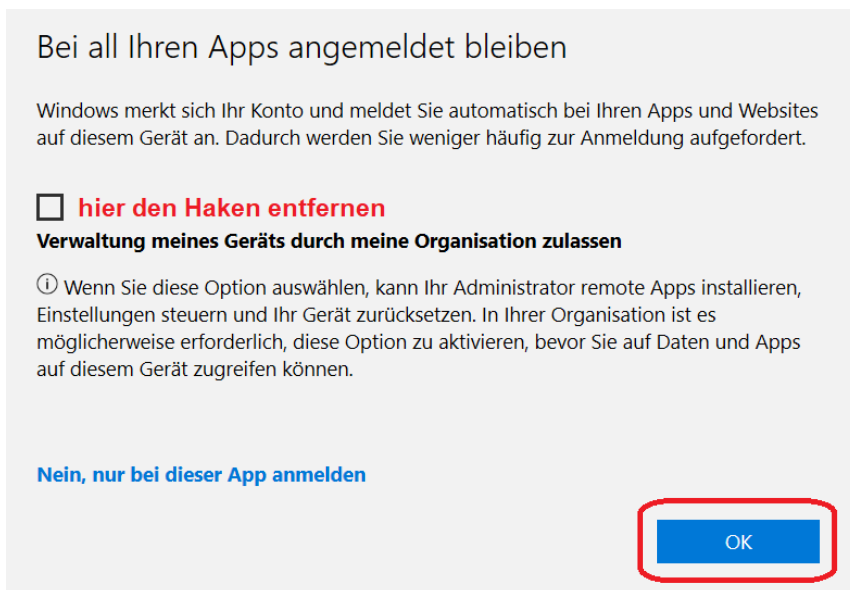 Bei all Ihren Apps angemeldet bleiben
Windows merkt sich Ihr Konto und meldet Sie automatisch bei Ihren Apps und Websites
auf diesem Gerät an. Dadurch werden Sie weniger häufig zur Anmeldung aufgefordert.
hier den Haken entfernen
Verwaltung meines Geräts durch meine Organisation zulassen
Wenn Sie diese Option auswählen, kann Ihr Administrator remote Apps installieren,
Einstellungen steuern und Ihr Gerät zurücksetzen. In Ihrer Organisation ist es
möglicherweise erforderlich, diese Option zu aktivieren, bevor Sie auf Daten und Apps
auf diesem Gerät zugreifen können.
Nein, nur bei dieser App anmelden
OK